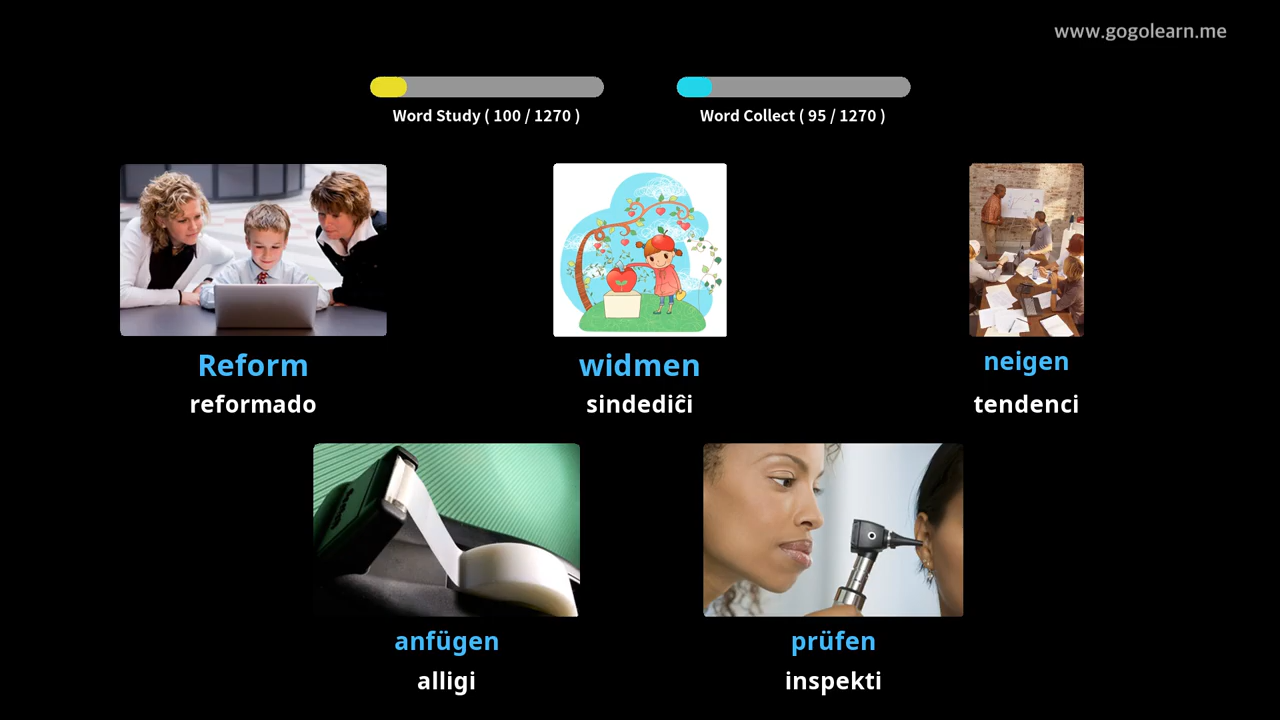 www.gogolearn.me
Word Study ( 100 / 1270 )
Word Collect ( 95 / 1270 )
Reform
reformado
widmen
sindediĉi
neigen
tendenci
anfügen
alligi
prüfen
inspekti